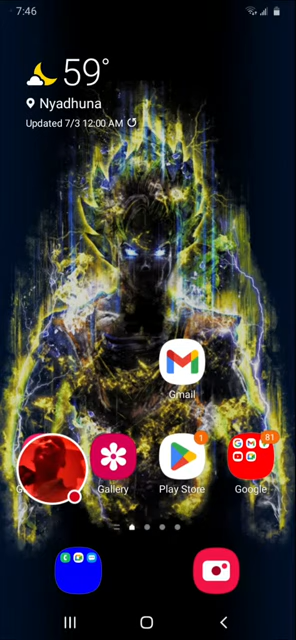 7:46
59°
Nyadhuna
Updated 7/3 12:00 AM
Gmail
Gallery
Play Store
Google
1
81